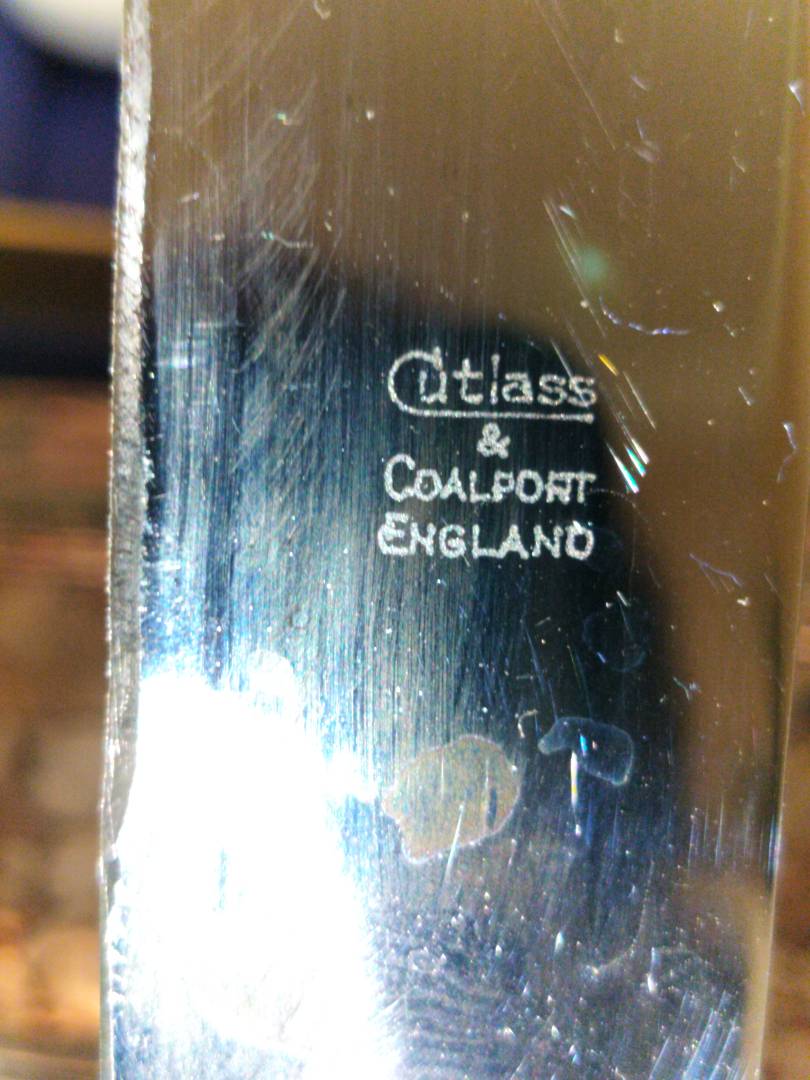 Cutlass
&
COALPORT
ENGLAND